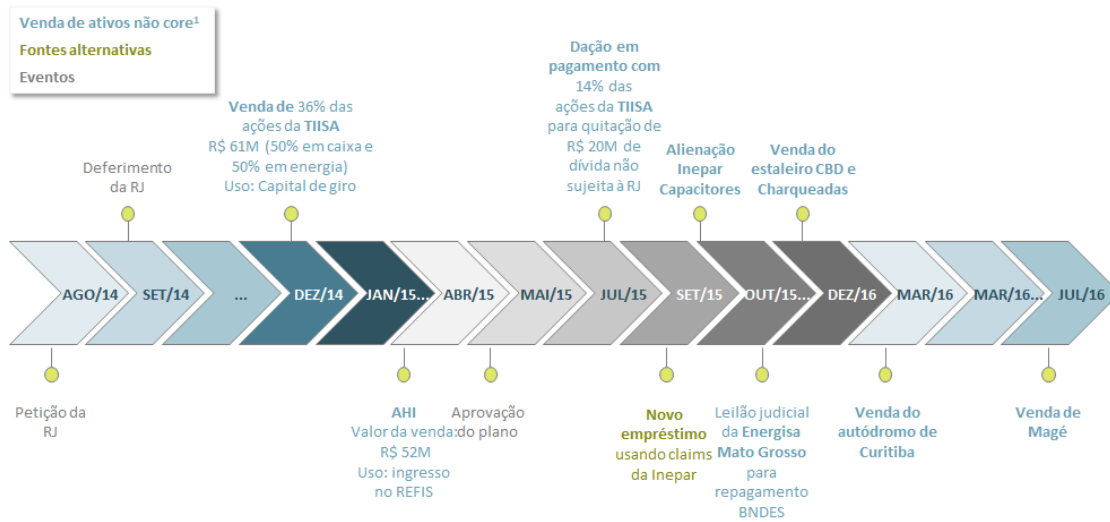 Venda de ativos não core¹
Fontes alternativas
Eventos
Deferimento
da RJ
Venda de 36% das
ações da TIISA
R$ 61M (50% em caixa e
50% em energia)
Uso: Capital de giro
Dação em
pagamento com
14% das
ações da TIISA
para quitação de
R$ 20M de
dívida não
sujeita à RJ
Alienação
Inepar
Capacitores
Venda do
estaleiro CBD e
Charqueadas
AGO/14
SET/14
...
DEZ/14
JAN/15...
ABR/15
MAI/15
JUL/15
SET/15
OUT/15...
DEZ/16
MAR/16
MAR/16...
JUL/16
Petição da
RJ
AHI
Valor da venda:
R$ 52M
Uso: ingresso
no REFIS
Aprovação
do plano
Novo
empréstimo
usando claims
da Inepar
Leilão judicial
da Energisa
Mato Grosso
para
repagamento
BNDES
Venda do
autódromo de
Curitiba
Venda de
Magé